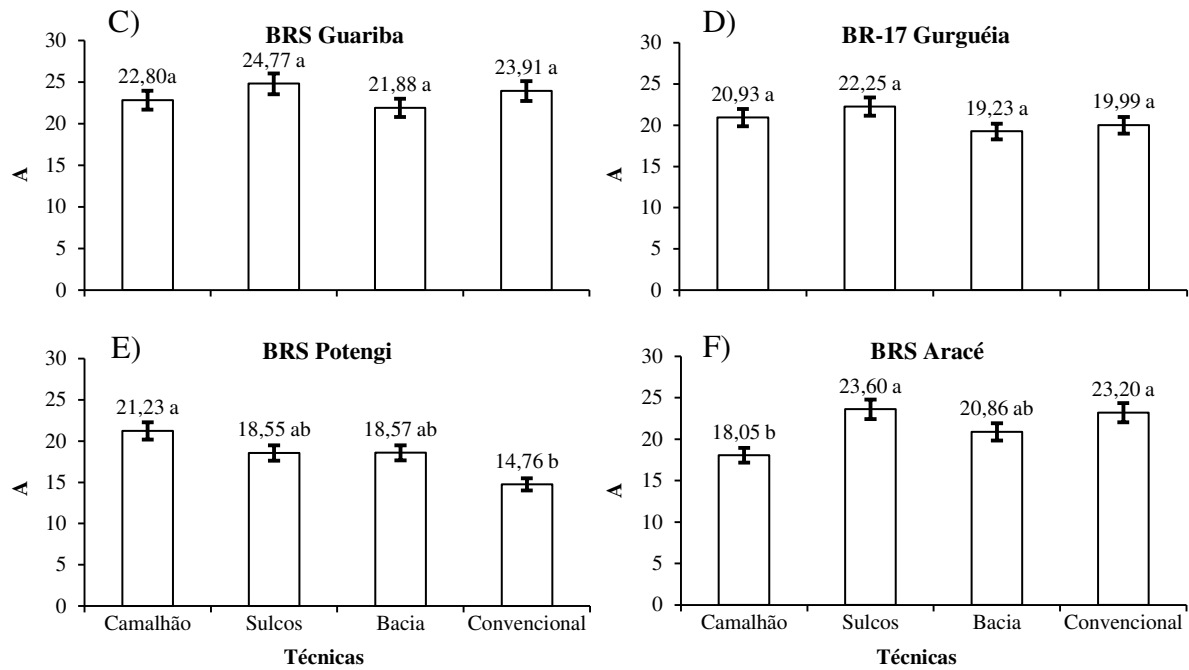 C)
BRS Guariba
30
25
20
15
10
5
0
A
22,80a
24,77 a
21,88 a
23,91 a
D)
BR-17 Gurguéia
30
25
20
15
10
5
0
A
20,93 a
22,25 a
19,23 a
19,99 a
E)
BRS Potengi
30
25
20
15
10
5
0
A
21,23 a
18,55 ab
18,57 ab
14,76 b
Camalhão
Sulcos
Bacia
Convencional
Técnicas
F)
BRS Aracé
30
25
20
15
10
5
0
A
18,05 b
23,60 a
20,86 ab
23,20 a
Camalhão
Sulcos
Bacia
Convencional
Técnicas